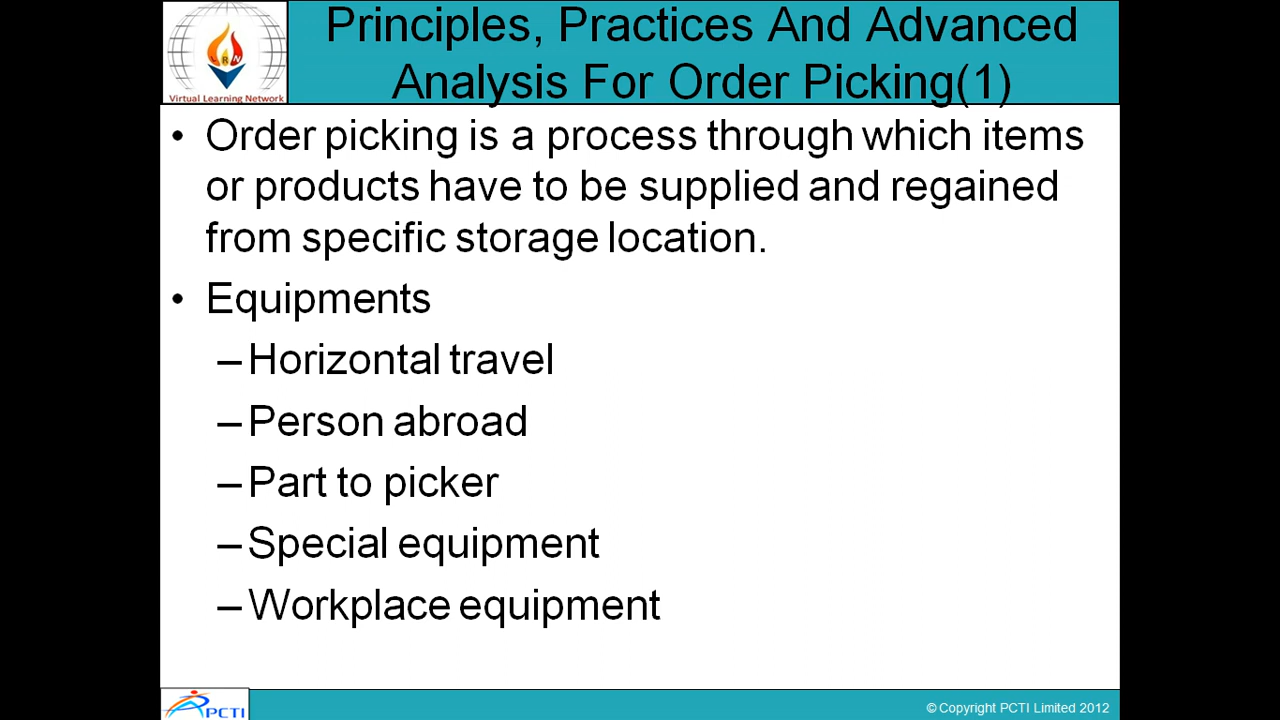 Principles, Practices And Advanced
Analysis For Order Picking(1)
LRN
Virtual Learning Network
• Order picking is a process through which items
or products have to be supplied and regained
from specific storage location.
• Equipments
–Horizontal travel
–Person abroad
–Part to picker
–Special equipment
–Workplace equipment
PCTI
© Copyright PCTI Limited 2012